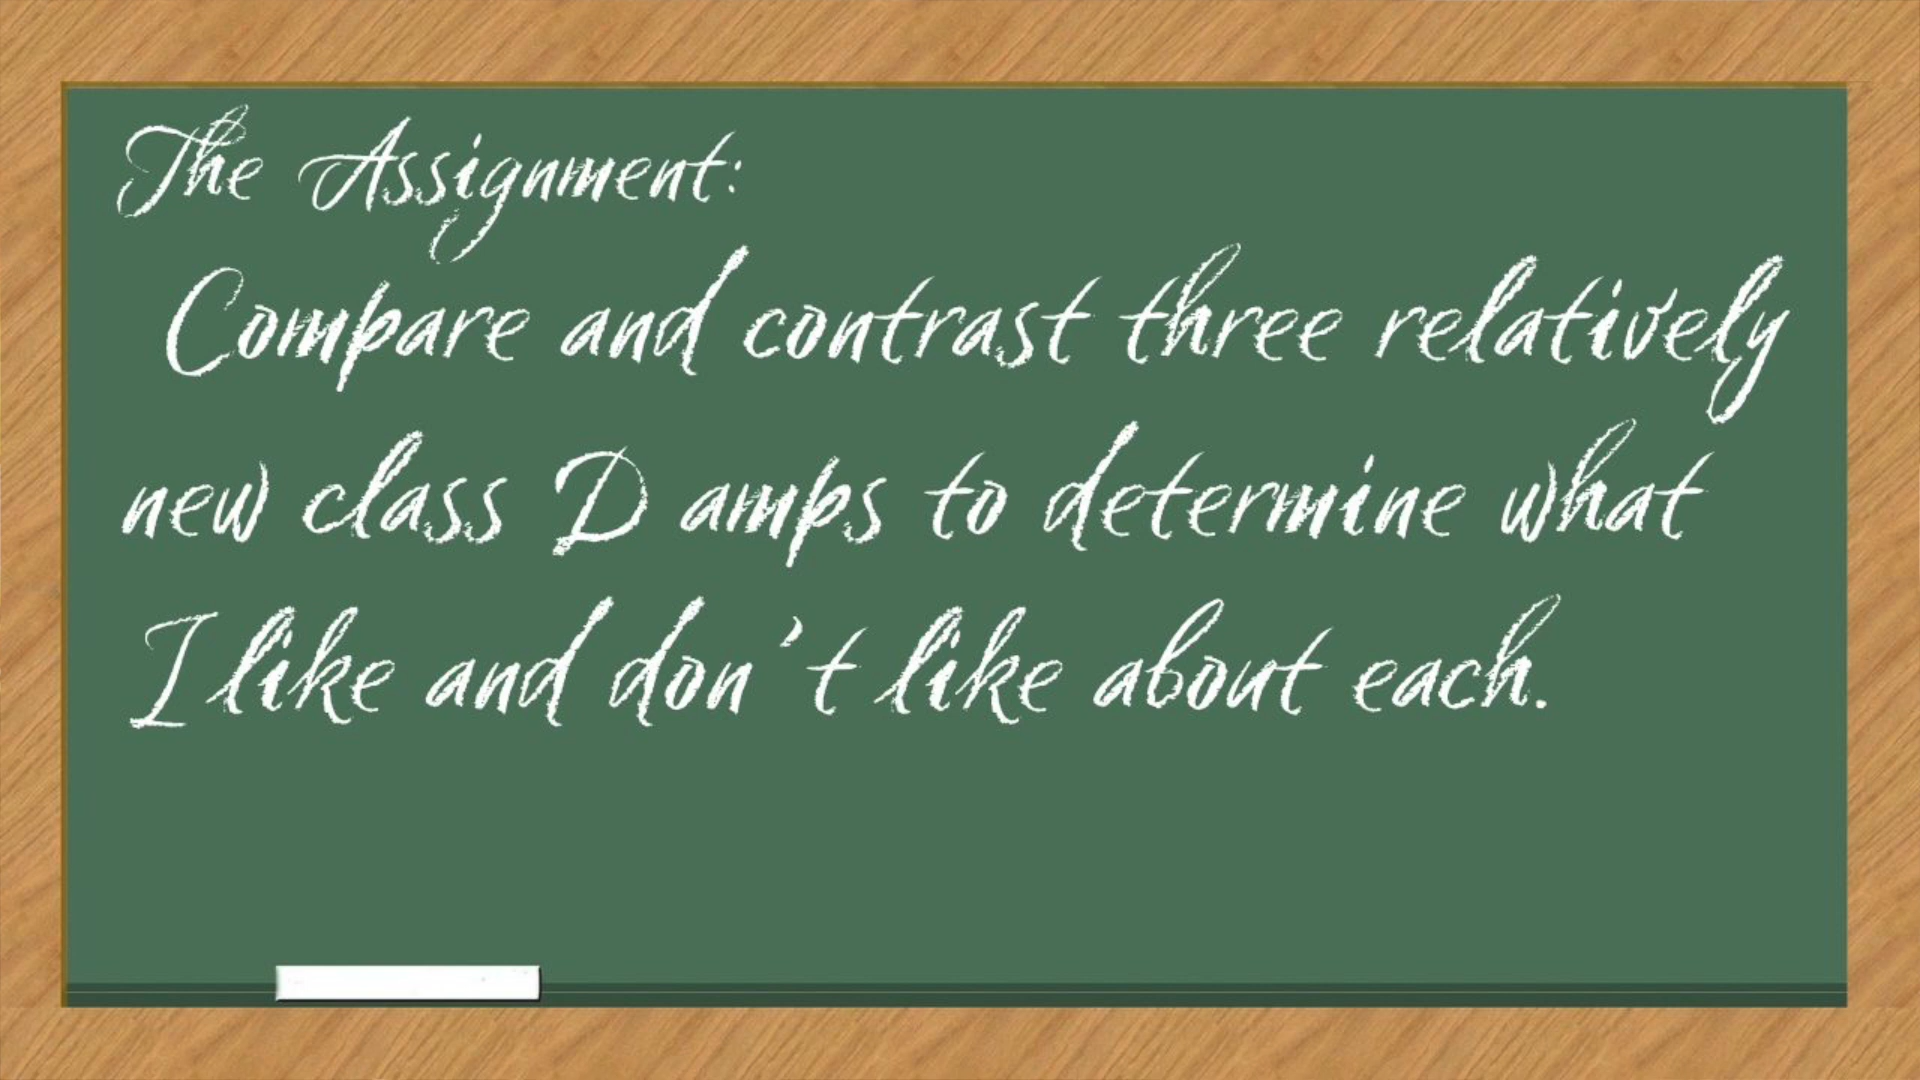 The Assignment:
Compare and contrast three relatively
new class D amps to determine what
I like and don't like about each.